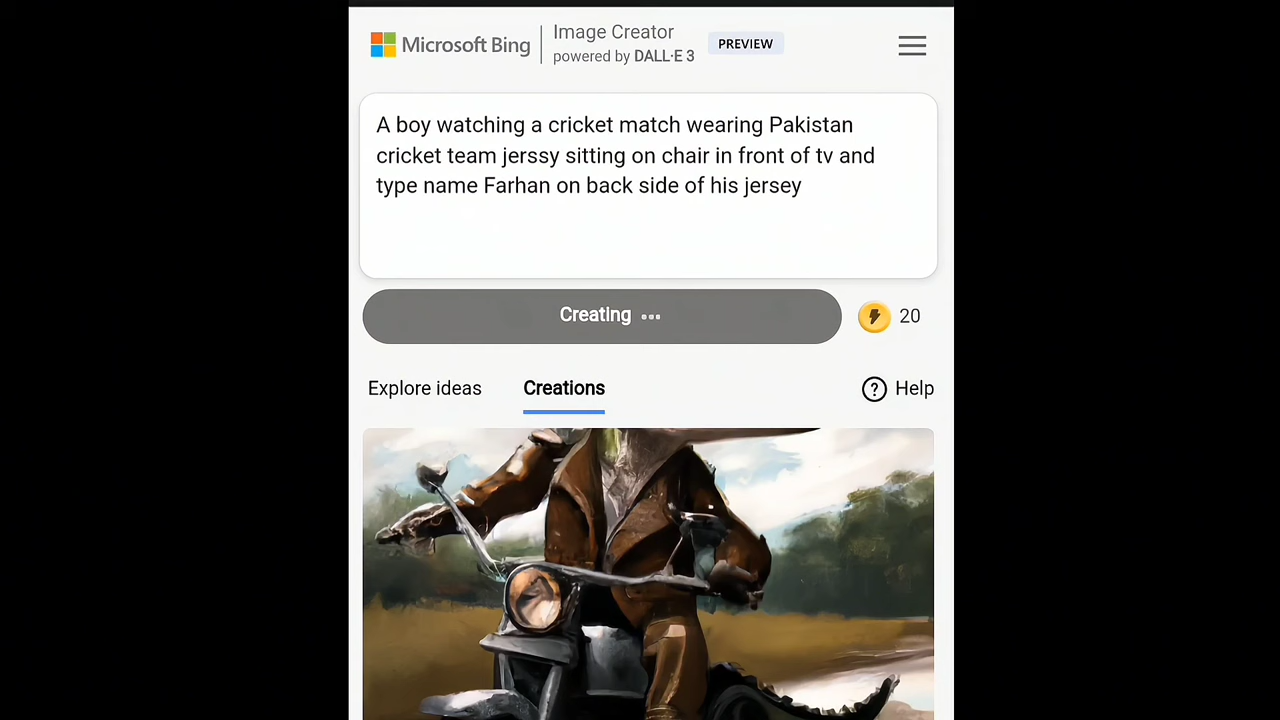 Microsoft Bing
Image Creator
powered by DALL·E 3
PREVIEW
A boy watching a cricket match wearing Pakistan
cricket team jerssy sitting on chair in front of tv and
type name Farhan on back side of his jersey
Creating
20
Explore ideas
Creations
? Help